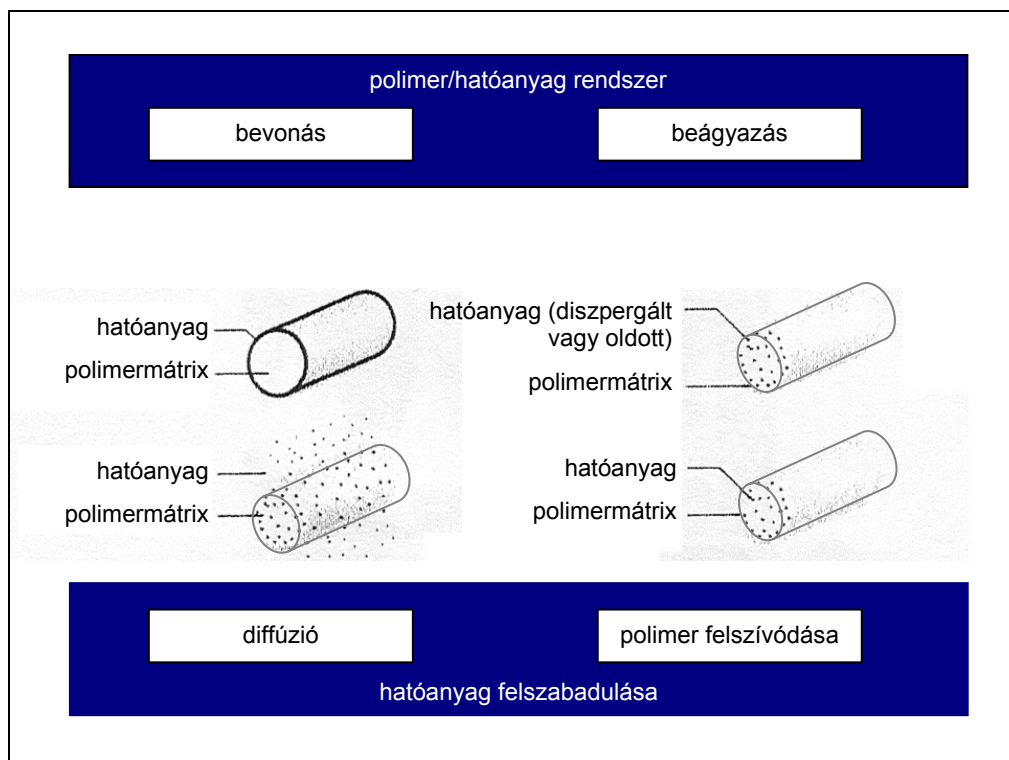 polimer/hatóanyag rendszer
bevonás
beágyazás
hatóanyag
polimermátrix
hatóanyag (diszpergált
vagy oldott)
polimermátrix
hatóanyag
polimermátrix
hatóanyag
polimermátrix
diffúzió
polimer felszívódása
hatóanyag felszabadulása